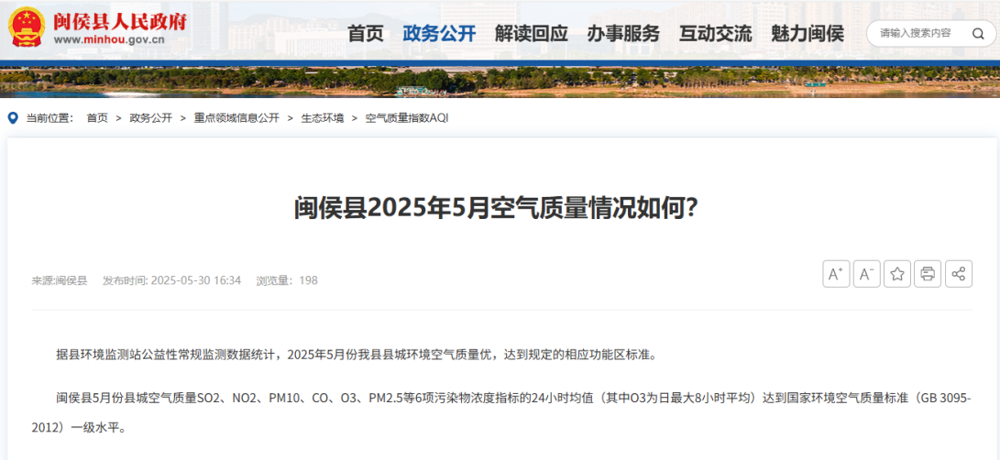 闽侯县人民政府
www.minhou.gov.cn
首页 政务公开 解读回应 办事服务 互动交流 魅力闽侯
请输入搜索内容
当前位置： 首页 > 政务公开 > 重点领域信息公开 > 生态环境 > 空气质量指数AQI
闽侯县2025年5月空气质量情况如何？
来源:闽侯县 发布时间: 2025-05-30 16:34 浏览量：198
A+ A-
据县环境监测站公益性常规监测数据统计，2025年5月份我县县城环境空气质量优，达到规定的相应功能区标准。
闽侯县5月份县城空气质量SO2、NO2、PM10、CO、O3、PM2.5等6项污染物浓度指标的24小时均值（其中O3为日最大8小时平均）达到国家环境空气质量标准（GB 3095-
2012）一级水平。